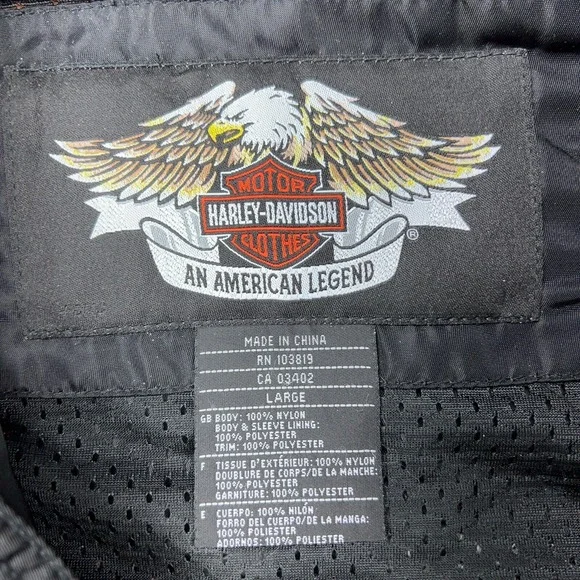 MOTOR
HARLEY-DAVIDSON
CLOTHES
®
AN AMERICAN LEGEND
MADE IN CHINA
RN 103819
CA 03402
LARGE
GB BODY: 100% NYLON
BODY & SLEEVE LINING:
100% POLYESTER
TRIM: 100% POLYESTER
F TISSUE D'EXTÉRIEUR: 100% NYLON
DOUBLURE DE CORPS/DE LA MANCHE:
100% POLYESTER
GARNITURE: 100% POLYESTER
E CUERPO: 100% NILÓN
FORRO DEL CUERPO/DE LA MANGA:
100% POLYESTER
ADORNOS: 100% POLYESTER